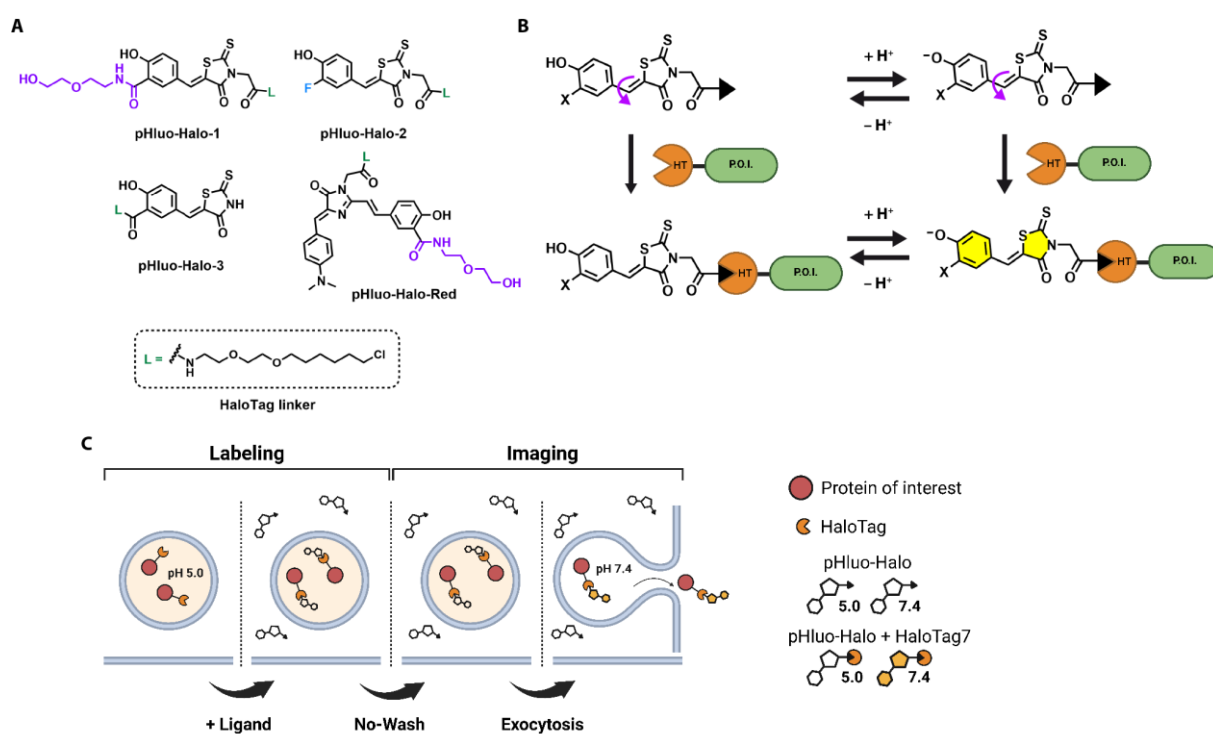 A
HO
O
N
H
O
HO
S
S
N
O
O
L
pHluo-Halo-1
HO
F
S
S
N
O
O
L
pHluo-Halo-2
HO
L
O
S
S
NH
O
pHluo-Halo-3
L
O
O
N
N
N
OH
O
NH
O
OH
pHluo-Halo-Red
L =
N
H
O
O
Cl
HaloTag linker
B
HO
X
S
S
N
O
O
+ H⁺
– H⁺
⁻O
X
S
S
N
O
O
HT
P.O.I.
HT
P.O.I.
HO
X
S
S
N
O
O
HT
P.O.I.
+ H⁺
– H⁺
⁻O
X
S
S
N
O
O
HT
P.O.I.
C
Labeling
Imaging
pH 5.0
pH 7.4
+ Ligand
No-Wash
Exocytosis
Protein of interest
HaloTag
pHluo-Halo
5.0
7.4
pHluo-Halo + HaloTag7
5.0
7.4